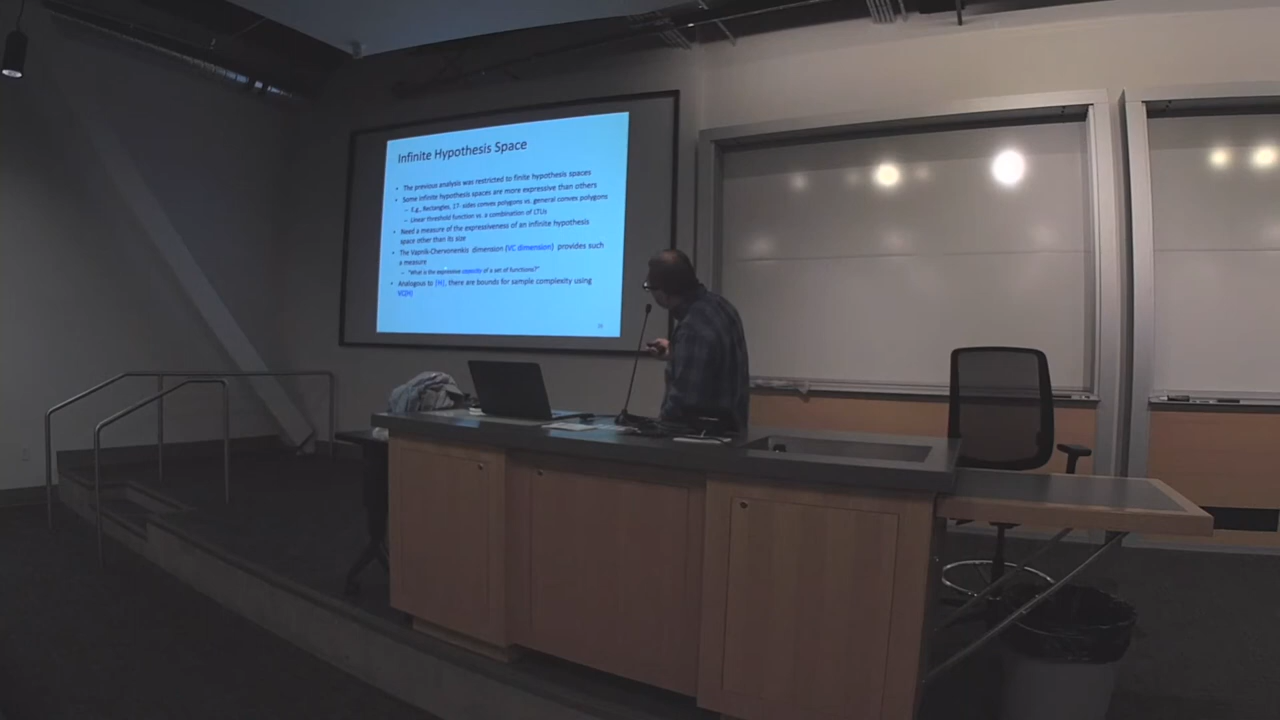 Infinite Hypothesis Space
• The previous analysis was restricted to finite hypothesis spaces
• Some infinite hypothesis spaces are more expressive than others
– E.g., Rectangles, 17- sides convex polygons vs. general convex polygons
– Linear threshold function vs. a combination of LTUs
• Need a measure of the expressiveness of an infinite hypothesis
space other than its size
• The Vapnik-Chervonenkis dimension (VC dimension) provides such
a measure
– "What is the expressive capacity of a set of functions?"
• Analogous to |H|, there are bounds for sample complexity using
VC(H)